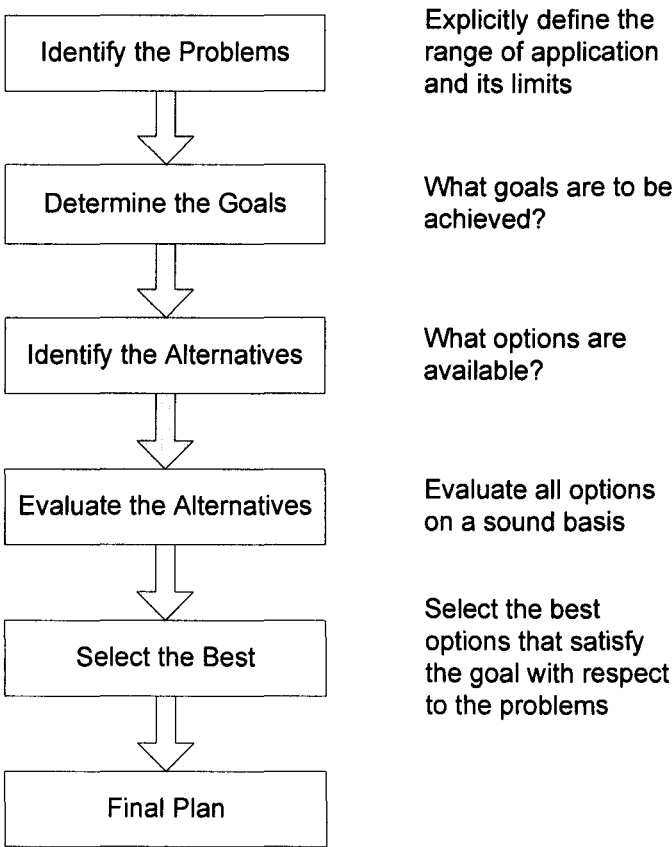 Identify the Problems
Explicitly define the
range of application
and its limits
Determine the Goals
What goals are to be
achieved?
Identify the Alternatives
What options are
available?
Evaluate the Alternatives
Evaluate all options
on a sound basis
Select the Best
Select the best
options that satisfy
the goal with respect
to the problems
Final Plan